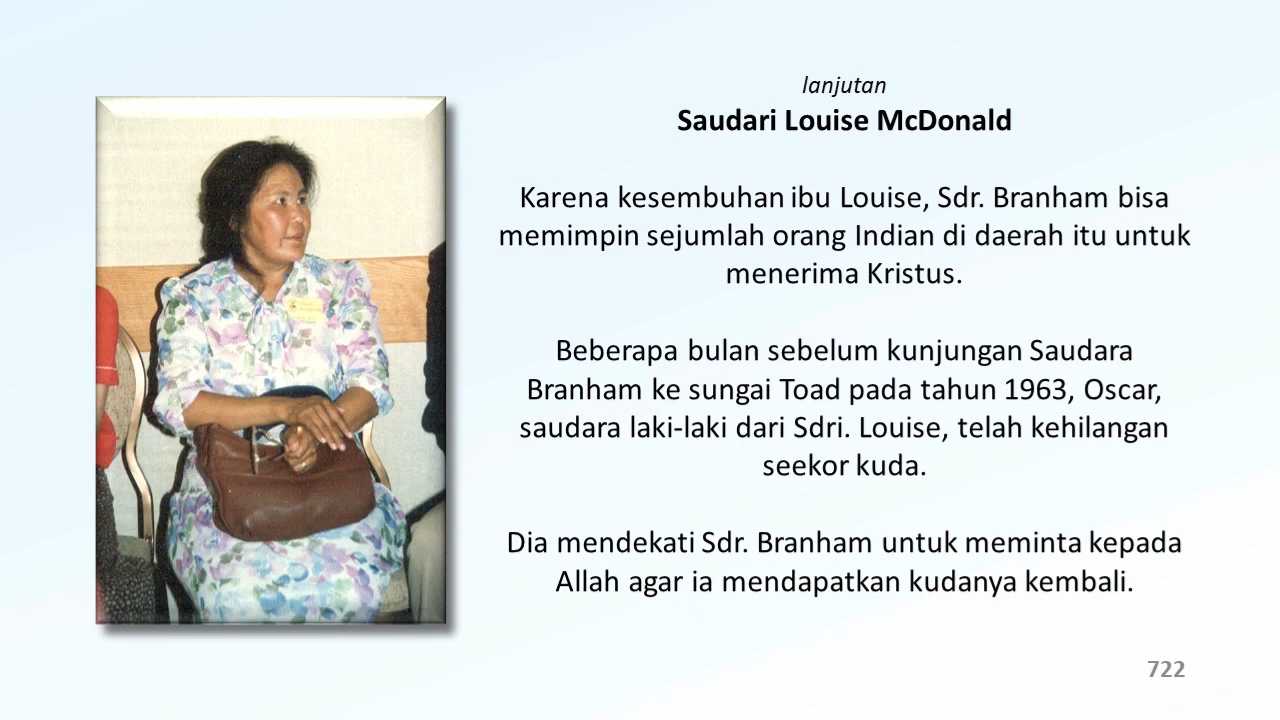 lanjutan
Saudari Louise McDonald
Karena kesembuhan ibu Louise, Sdr. Branham bisa
memimpin sejumlah orang Indian di daerah itu untuk
menerima Kristus.
Beberapa bulan sebelum kunjungan Saudara
Branham ke sungai Toad pada tahun 1963, Oscar,
saudara laki-laki dari Sdri. Louise, telah kehilangan
seekor kuda.
Dia mendekati Sdr. Branham untuk meminta kepada
Allah agar ia mendapatkan kudanya kembali.
722